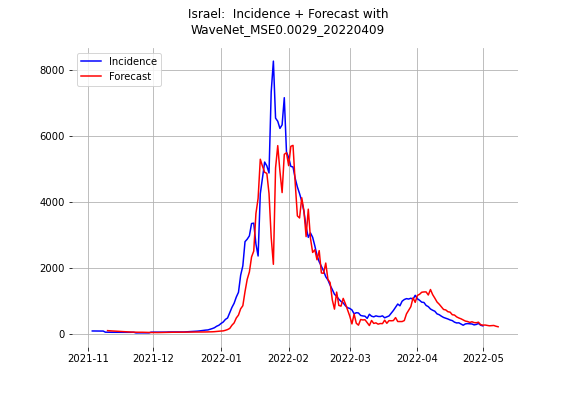 Israel:  Incidence + Forecast with
WaveNet_MSE0.0029_20220409
Incidence
Forecast
8000
6000
4000
2000
0
2021-11 2021-12 2022-01 2022-02 2022-03 2022-04 2022-05